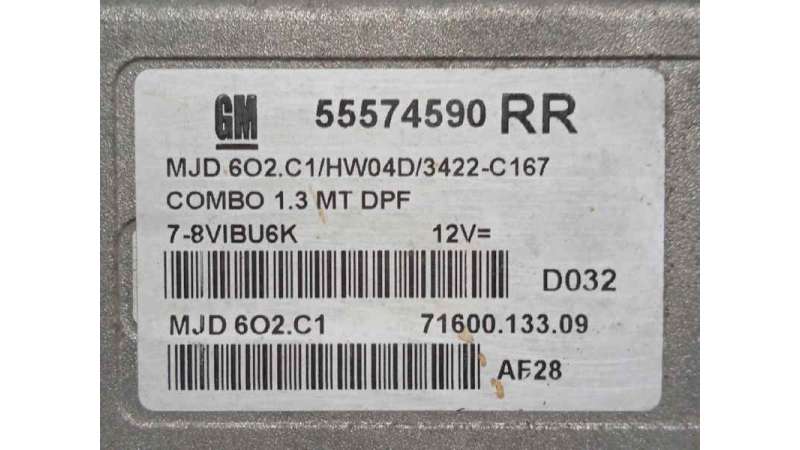 GM 55574590 RR
MJD 6O2.C1/HW04D/3422-C167
COMBO 1.3 MT DPF
7-8VIBU6K 12V=
D032
MJD 6O2.C1 71600.133.09
AF28